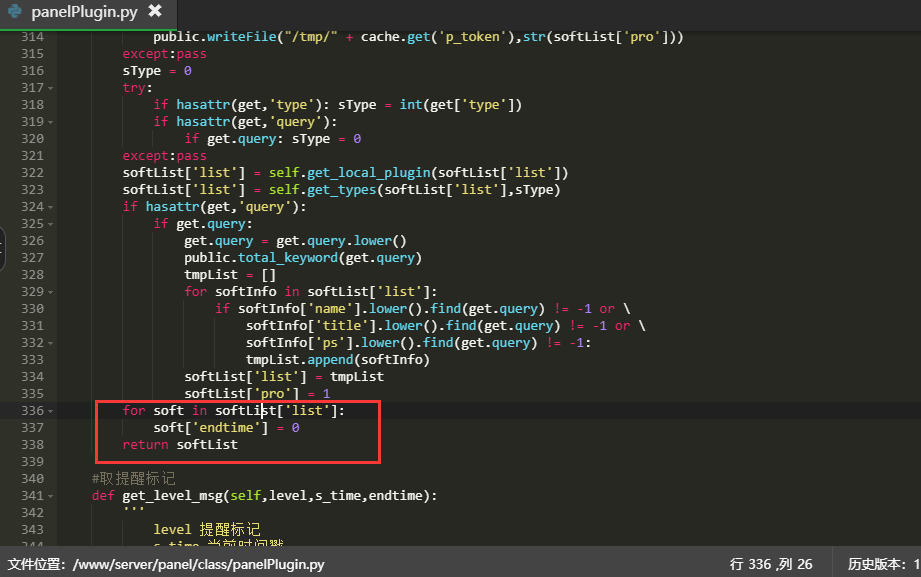 panelPlugin.py ✖
314 public.writeFile("/tmp/" + cache.get('p_token'),str(softList['pro']))
315 except:pass
316 sType = 0
317 try:
318 if hasattr(get,'type'): sType = int(get['type'])
319 if hasattr(get,'query'):
320 if get.query: sType = 0
321 except:pass
322 softList['list'] = self.get_local_plugin(softList['list'])
323 softList['list'] = self.get_types(softList['list'],sType)
324 if hasattr(get,'query'):
325 if get.query:
326 get.query = get.query.lower()
327 public.total_keyword(get.query)
328 tmpList = []
329 for softInfo in softList['list']:
330 if softInfo['name'].lower().find(get.query) != -1 or \
331 softInfo['title'].lower().find(get.query) != -1 or \
332 softInfo['ps'].lower().find(get.query) != -1:
333 tmpList.append(softInfo)
334 softList['list'] = tmpList
335 softList['pro'] = 1
336 for soft in softList['list']:
337 soft['endtime'] = 0
338 return softList
339
340 #取提醒标记
341 def get_level_msg(self,level,s_time,endtime):
342 '''
343 level 提醒标记
344 s_time 当前时间戳
文件位置: /www/server/panel/class/panelPlugin.py 行 336 ,列 26 历史版本: 1